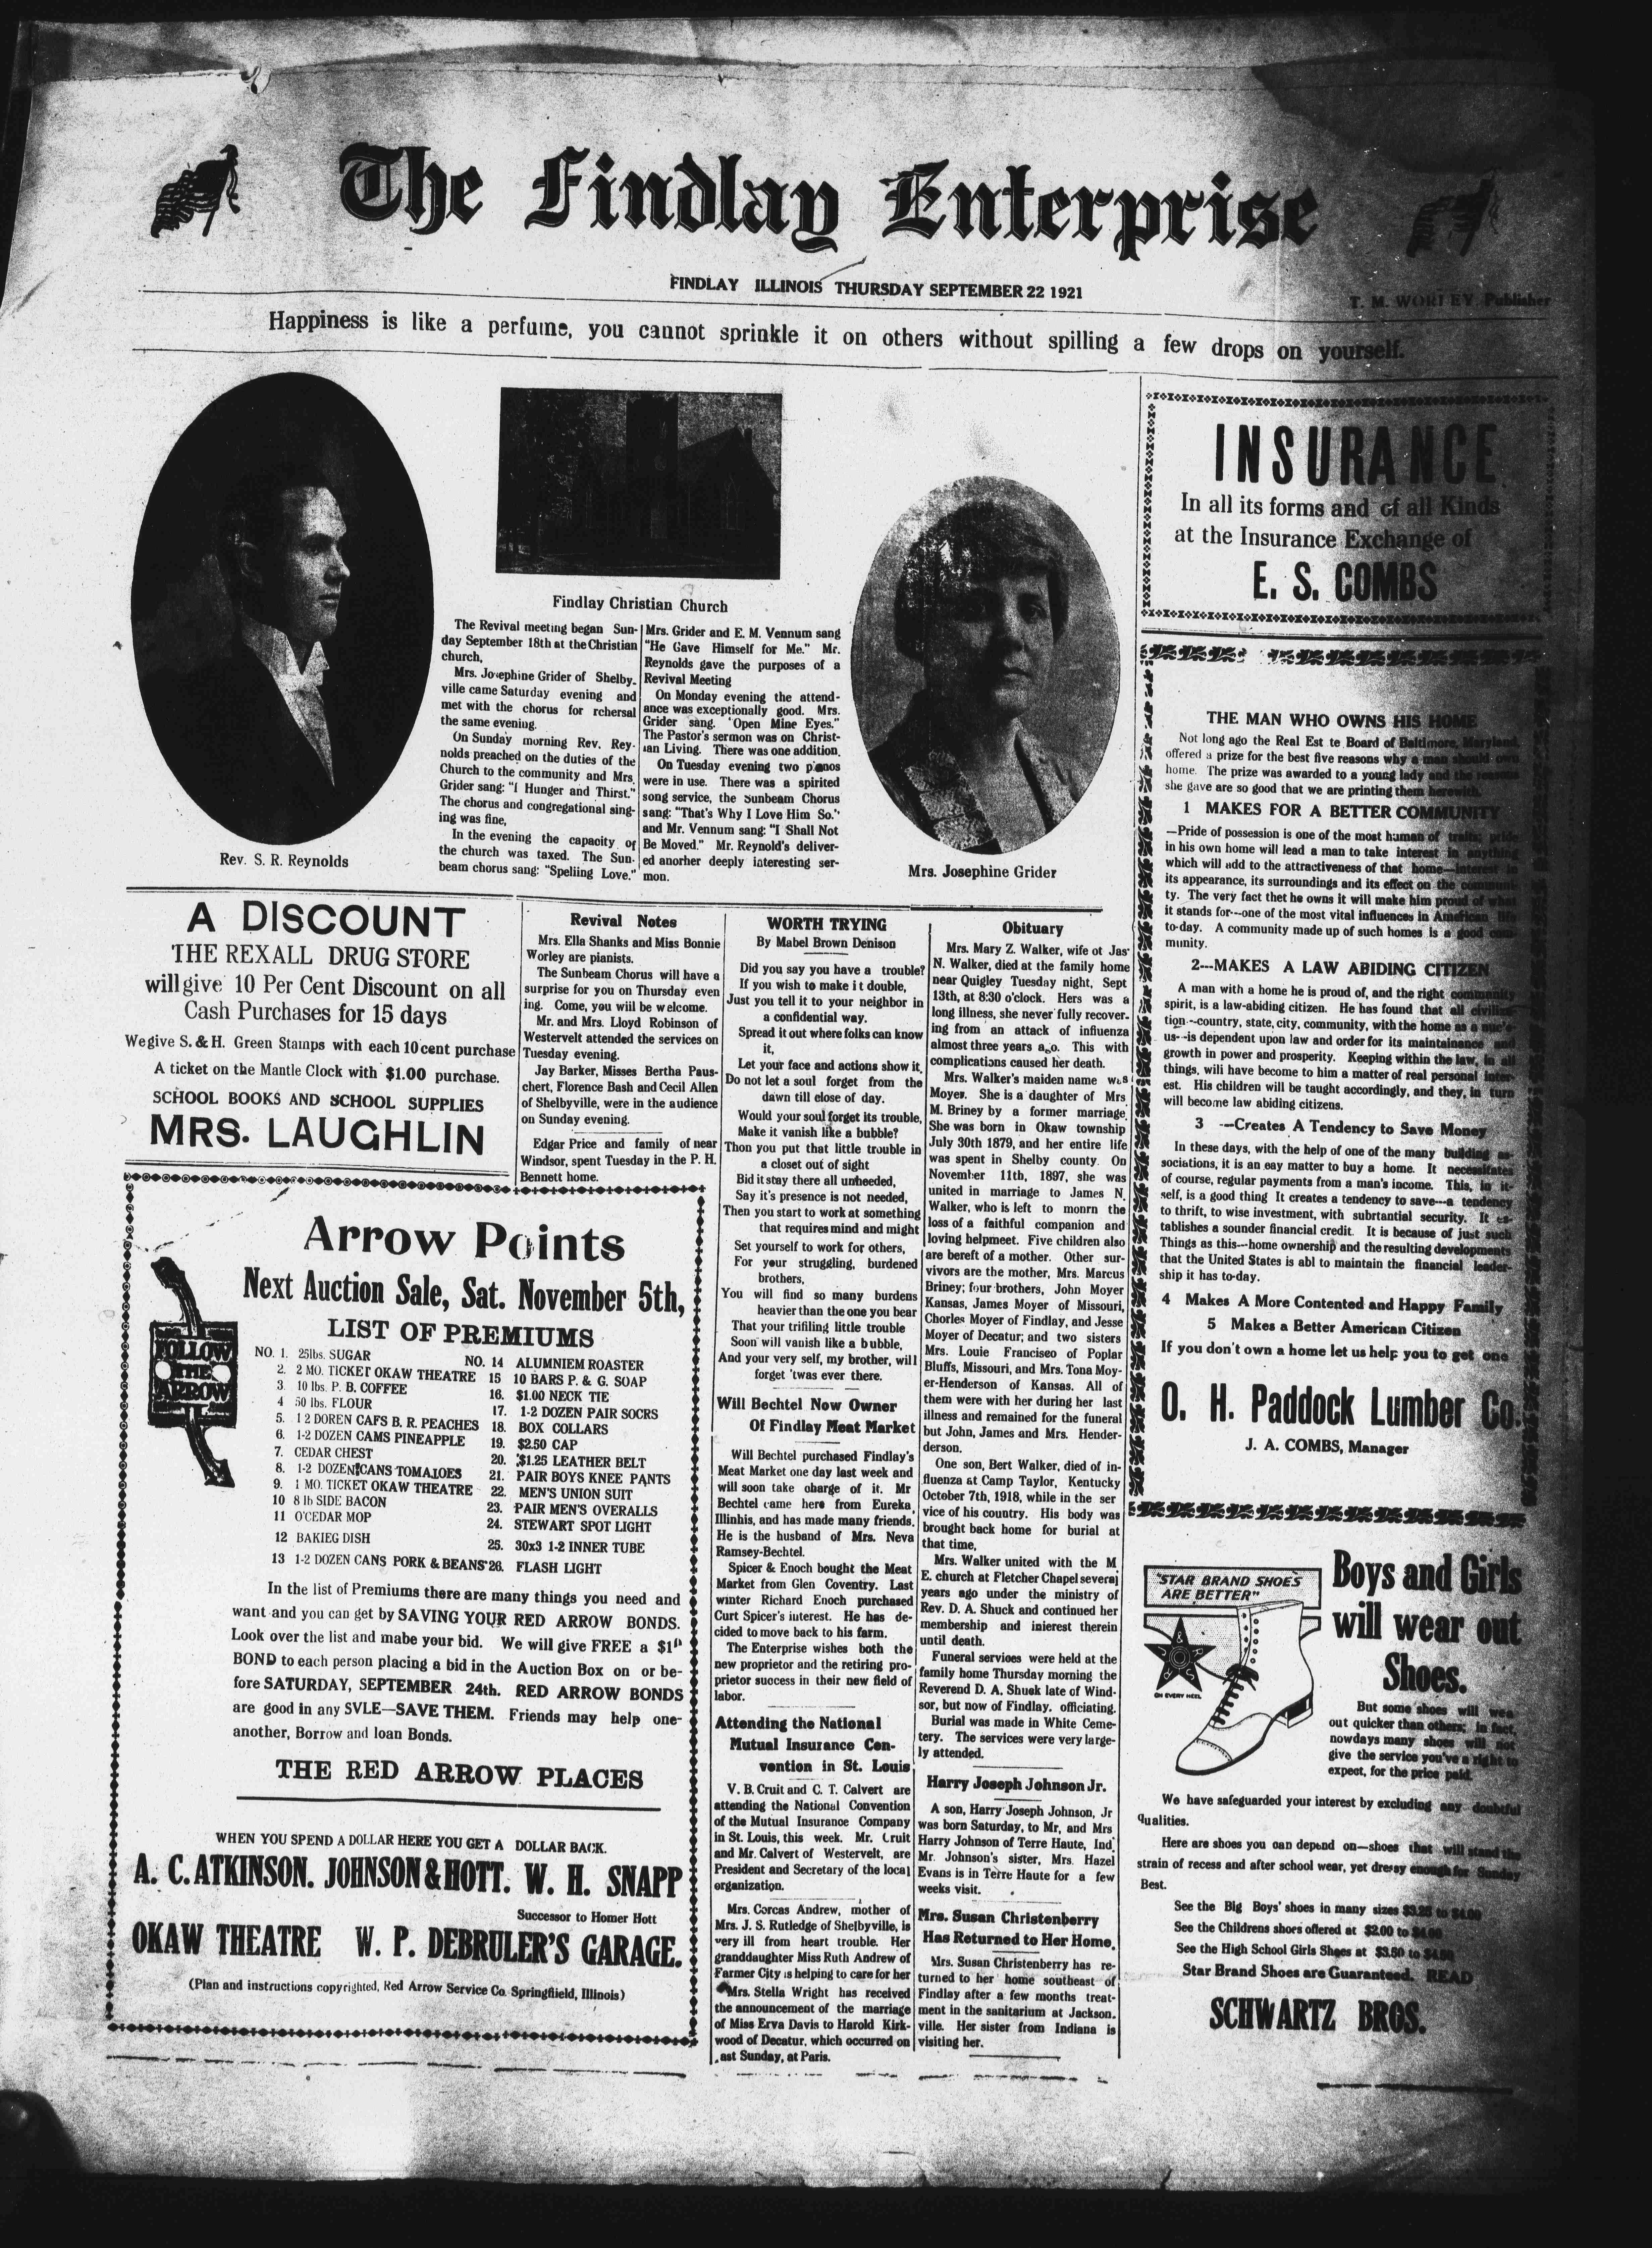 The Findlay Enterprise
FINDLAY ILLINOIS THURSDAY SEPTEMBER 22 1921
T. M. WORLEY Publisher
Happiness is like a perfume, you cannot sprinkle it on others without spilling a few drops on yourself.
Rev. S. R. Reynolds
Findlay Christian Church
The Revival meeting began Sun-
day September 18th at the Christian
church,
Mrs. Josephine Grider of Shelby-
ville came Saturday evening and
met with the chorus for rchersal
the same evening.
On Sunday morning Rev. Rey-
nolds preached on the duties of the
Church to the community and Mrs.
Grider sang: "I Hunger and Thirst."
The chorus and congregational sing-
ing was fine,
In the evening the capacity of
the church was taxed. The Sun-
beam chorus sang: "Speliing Love."
Mrs. Grider and E. M. Vennum sang
"He Gave Himself for Me." Mr.
Reynolds gave the purposes of a
Revival Meeting
On Monday evening the attend-
ance was exceptionally good. Mrs.
Grider sang. 'Open Mine Eyes."
The Pastor's sermon was on Christ-
ian Living. There was one addition.
On Tuesday evening two pianos
were in use. There was a spirited
song service, the Sunbeam Chorus
sang: "That's Why I Love Him So."
and Mr. Vennum sang: "I Shall Not
Be Moved." Mr. Reynold's deliver-
ed anorher deeply interesting ser-
mon.
Mrs. Josephine Grider
A DISCOUNT
THE REXALL DRUG STORE
will give 10 Per Cent Discount on all
Cash Purchases for 15 days
We give S. & H. Green Stamps with each 10 cent purchase
A ticket on the Mantle Clock with $1.00 purchase.
SCHOOL BOOKS AND SCHOOL SUPPLIES
MRS. LAUGHLIN
Arrow Points
Next Auction Sale, Sat. November 5th,
LIST OF PREMIUMS
FOLLOW
THE
ARROW
NO. 1. 25lbs. SUGAR
2. 2 MO. TICKET OKAW THEATRE
3. 10 lbs. P. B. COFFEE
4 50 lbs. FLOUR
5. 1 2 DOREN CAFS B. R. PEACHES
6. 1-2 DOZEN CAMS PINEAPPLE
7. CEDAR CHEST
8. 1-2 DOZEN CANS TOMATOES
9. 1 MO. TICKET OKAW THEATRE
10 8 lb SIDE BACON
11 O'CEDAR MOP
12 BAKIEG DISH
13 1-2 DOZEN CANS PORK & BEANS
NO. 14 ALUMNIEM ROASTER
15 10 BARS P. & G. SOAP
16. $1.00 NECK TIE
17. 1-2 DOZEN PAIR SOCRS
18. BOX COLLARS
19. $2.50 CAP
20. $1.25 LEATHER BELT
21. PAIR BOYS KNEE PANTS
22. MEN'S UNION SUIT
23. PAIR MEN'S OVERALLS
24. STEWART SPOT LIGHT
25. 30x3 1-2 INNER TUBE
26. FLASH LIGHT
In the list of Premiums there are many things you need and
want and you can get by SAVING YOUR RED ARROW BONDS.
Look over the list and mabe your bid. We will give FREE a
BOND to each person placing a bid in the Auction Box on or be-
fore SATURDAY, SEPTEMBER 24th. RED ARROW BONDS
are good in any SVLE—SAVE THEM. Friends may help one-
another, Borrow and loan Bonds.
THE RED ARROW PLACES
WHEN YOU SPEND A DOLLAR HERE YOU GET A DOLLAR BACK.
A. C. ATKINSON. JOHNSON & HOTT. W. H. SNAPP
Successor to Homer Hott
OKAW THEATRE W. P. DEBRULER'S GARAGE.
(Plan and instructions copyrighted, Red Arrow Service Co. Springfiield, Illinois)
Revival Notes
Mrs. Ella Shanks and Miss Bonnie
Worley are pianists.
The Sunbeam Chorus will have a
surprise for you on Thursday even
ing. Come, you wiil be welcome.
Mr. and Mrs. Lloyd Robinson of
Westervelt attended the services on
Tuesday evening.
Jay Barker, Misses Bertha Paus-
chert, Florence Bash and Cecil Allen
of Shelbyville, were in the audience
on Sunday evening.
Edgar Price and family of near
Windsor, spent Tuesday in the P. H.
Bennett home.
WORTH TRYING
By Mabel Brown Denison
Did you say you have a trouble?
If you wish to make it double,
Just you tell it to your neighbor in
a confidential way.
Spread it out where folks can know
it,
Let your face and actions show it,
Do not let a soul forget from the
dawn till close of day.
Would your soul forget its trouble,
Make it vanish like a bubble?
Thon you put that little trouble in
a closet out of sight
Bid it stay there all unheeded,
Say it's presence is not needed,
Then you start to work at something
that requires mind and might
Set yourself to work for others,
For your struggling, burdened
brothers,
You will find so many burdens
heavier than the one you bear
That your trifiling little trouble
Soon will vanish like a bubble,
And your very self, my brother, will
forget 'twas ever there.
Will Bechtel Now Owner
Of Findlay Meat Market
Will Bechtel purchased Findlay's
Meat Market one day last week and
will soon take charge of it. Mr
Bechtel came here from Eureka,
Illinhis, and has made many friends.
He is the husband of Mrs. Neva
Ramsey-Bechtel.
Spicer & Enoch bought the Meat
Market from Glen Coventry. Last
winter Richard Enoch purchased
Curt Spicer's interest. He has de-
cided to move back to his farm.
The Enterprise wishes both the
new proprietor and the retiring pro-
prietor success in their new field of
labor.
Attending the National
Mutual Insurance Con-
vention in St. Louis
V. B. Cruit and C. T. Calvert are
attending the National Convention
of the Mutual Insurance Company
in St. Louis, this week. Mr. Cruit
and Mr. Calvert of Westervelt, are
President and Secretary of the local
organization.
Mrs. Corcas Andrew, mother of
Mrs. J. S. Rutledge of Shelbyville, is
very ill from heart trouble. Her
granddaughter Miss Ruth Andrew of
Farmer City is helping to care for her
Mrs. Stella Wright has received
the announcement of the marriage
of Miss Erva Davis to Harold Kirk-
wood of Decatur, which occurred on
ast Sunday, at Paris.
Obituary
Mrs. Mary Z. Walker, wife ot Jas
N. Walker, died at the family home
near Quigley Tuesday night, Sept
13th, at 8:30 o'clock. Hers was a
long illness, she never fully recover-
ing from an attack of influenza
almost three years ago. This with
complications caused her death.
Mrs. Walker's maiden name was
Moyer. She is a daughter of Mrs
M. Briney by a former marriage.
She was born in Okaw township
July 30th 1879, and her entire life
was spent in Shelby county. On
November 11th, 1897, she was
united in marriage to James N.
Walker, who is left to monrn the
loss of a faithful companion and
loving helpmeet. Five children also
are bereft of a mother. Other sur-
vivors are the mother, Mrs. Marcus
Briney; four brothers, John Moyer
Kansas, James Moyer of Missouri,
Chorles Moyer of Findlay, and Jesse
Moyer of Decatur; and two sisters
Mrs. Louie Franciseo of Poplar
Bluffs, Missouri, and Mrs. Tona Moy-
er-Henderson of Kansas. All of
them were with her during her last
illness and remained for the funeral
but John, James and Mrs. Hender-
derson.
One son, Bert Walker, died of in-
fluenza at Camp Taylor, Kentucky
October 7th, 1918, while in the ser
vice of his country. His body was
brought back home for burial at
that time,
Mrs. Walker united with the M
E. church at Fletcher Chapel several
years ago under the ministry of
Rev. D. A. Shuck and continued her
membership and inierest therein
until death.
Funeral services were held at the
family home Thursday morning the
Reverend D. A. Shuck late of Wind-
sor, but now of Findlay. officiating.
Burial was made in White Ceme-
tery. The services were very large-
ly attended.
Harry Joseph Johnson Jr.
A son, Harry Joseph Johnson, Jr
was born Saturday, to Mr, and Mrs
Harry Johnson of Terre Haute, Ind
Mr. Johnson's sister, Mrs. Hazel
Evans is in Terre Haute for a few
weeks visit.
Mrs. Susan Christenberry
Has Returned to Her Home.
Mrs. Susan Christenberry has re-
turned to her home southeast of
Findlay after a few months treat-
ment in the sanitarium at Jackson.
ville. Her sister from Indiana is
visiting her.
INSURANCE
In all its forms and of all Kinds
at the Insurance Exchange of
E. S. COMBS
THE MAN WHO OWNS HIS HOME
Not long ago the Real Est te Board of Baltimore, Maryland,
offered a prize for the best five reasons why a man should own
home. The prize was awarded to a young lady and the reasons
she gave are so good that we are printing them herewith.
1 MAKES FOR A BETTER COMMUNITY
—Pride of possession is one of the most human of traits; pride
in his own home will lead a man to take interest in anything
which will add to the attractiveness of that home—interest in
its appearance, its surroundings and its effect on the communi-
ty. The very fact thet he owns it will make him proud of what
it stands for---one of the most vital influences in American life
to-day. A community made up of such homes is a good com-
munity.
2---MAKES A LAW ABIDING CITIZEN
A man with a home he is proud of, and the right community
spirit, is a law-abiding citizen. He has found that all civiliza-
tion--country, state, city, community, with the home as a nuc'e
us--is dependent upon law and order for its maintainance and
growth in power and prosperity. Keeping within the law, in all
things, will have become to him a matter of real personal inter-
est. His children will be taught accordingly, and they, in turn
will become law abiding citizens.
3 --Creates A Tendency to Save Money
In these days, with the help of one of the many building as-
sociations, it is an eay matter to buy a home. It necessitates
of course, regular payments from a man's income. This, in it-
self, is a good thing It creates a tendency to save---a tendency
to thrift, to wise investment, with subrtantial security. It es-
tablishes a sounder financial credit. It is because of just such
Things as this---home ownership and the resulting developments
that the United States is abl to maintain the financial leader-
ship it has to-day.
4 Makes A More Contented and Happy Family
5 Makes a Better American Citizen
If you don't own a home let us help you to get one
O. H. Paddock Lumber Co.
J. A. COMBS, Manager
"STAR BRAND SHOES
ARE BETTER"
ON EVERY HEEL
Boys and Girls
will wear out
Shoes.
But some shoes will wea
out quicker than others; in fact,
nowdays many shoes will not
give the service you've a right to
expect, for the price paid.
We have safeguarded your interest by excluding any doubtful
qualities.
Here are shoes you can depend on—shoes that will stand the
strain of recess and after school wear, yet dressy enough for Sunday
Best.
See the Big Boys' shoes in many sizes $3.25 to $4.00
See the Childrens shors offered at $2.00 to $4.00
See the High School Girls Shoes at $3.50 to $4.50
Star Brand Shoes are Guaranteed. READ
SCHWARTZ BROS.